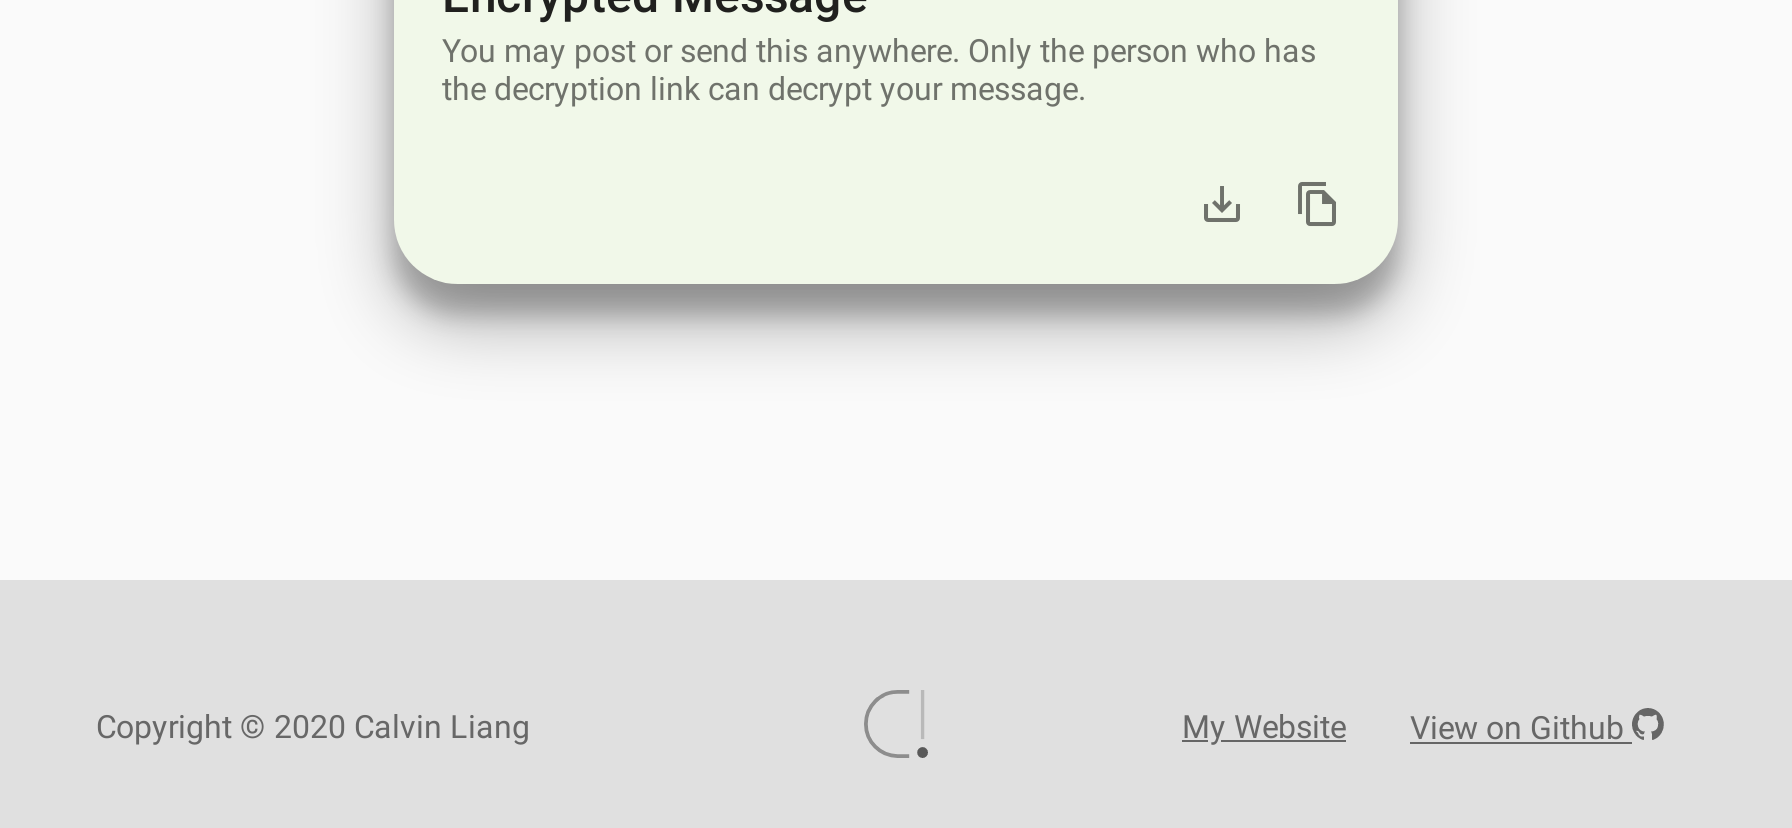 Encrypted Message
You may post or send this anywhere. Only the person who has
the decryption link can decrypt your message.
Copyright © 2020 Calvin Liang
C!
My Website
View on Github